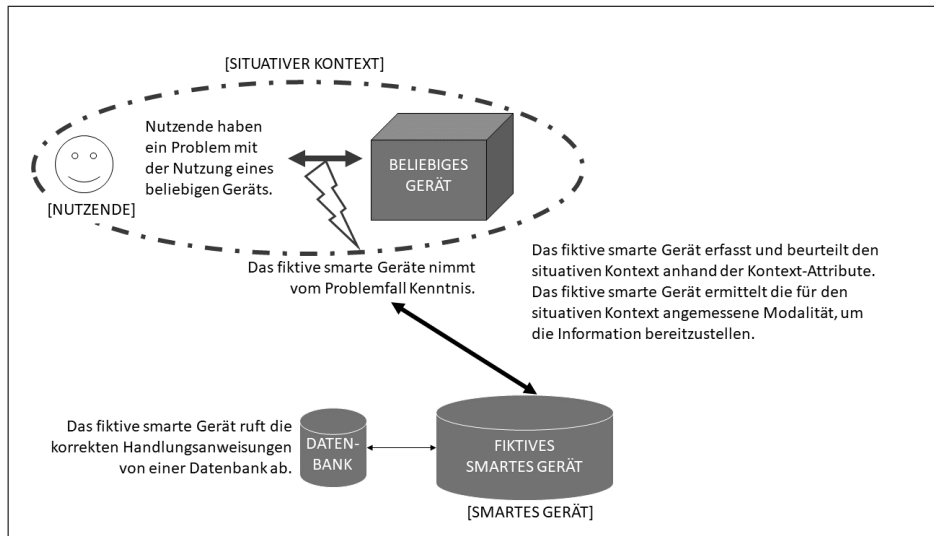 [SITUATIVER KONTEXT]
Nutzende haben
ein Problem mit
der Nutzung eines
beliebigen Geräts.
BELIEBIGES
GERÄT
[NUTZENDE]
Das fiktive smarte Geräte nimmt
vom Problemfall Kenntnis.
Das fiktive smarte Gerät erfasst und beurteilt den
situativen Kontext anhand der Kontext-Attribute.
Das fiktive smarte Gerät ermittelt die für den
situativen Kontext angemessene Modalität, um
die Information bereitzustellen.
Das fiktive smarte Gerät ruft die
korrekten Handlungsanweisungen
von einer Datenbank ab.
DATEN-
BANK
FIKTIVES
SMARTES GERÄT
[SMARTES GERÄT]